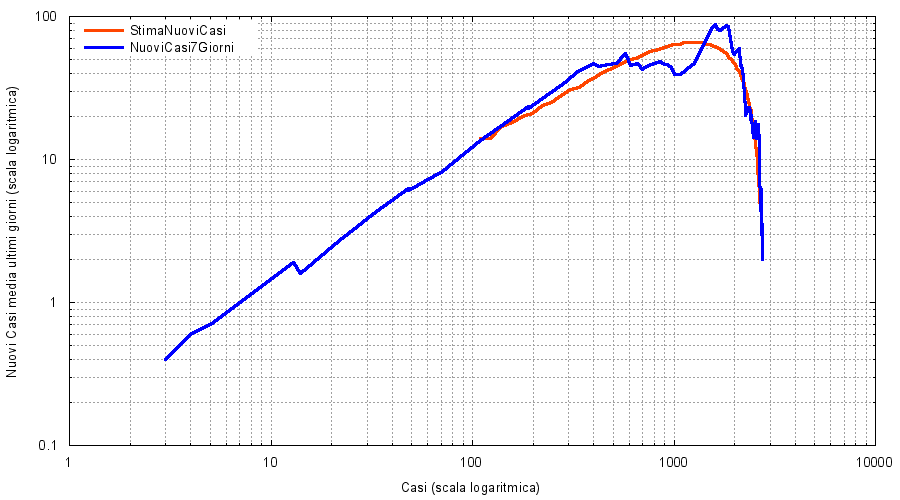 StimaNuoviCasi
NuoviCasi7Giorni
100
10
1
0.1
Nuovi Casi media ultimi giorni (scala logaritmica)
1 10 100 1000 10000
Casi (scala logaritmica)